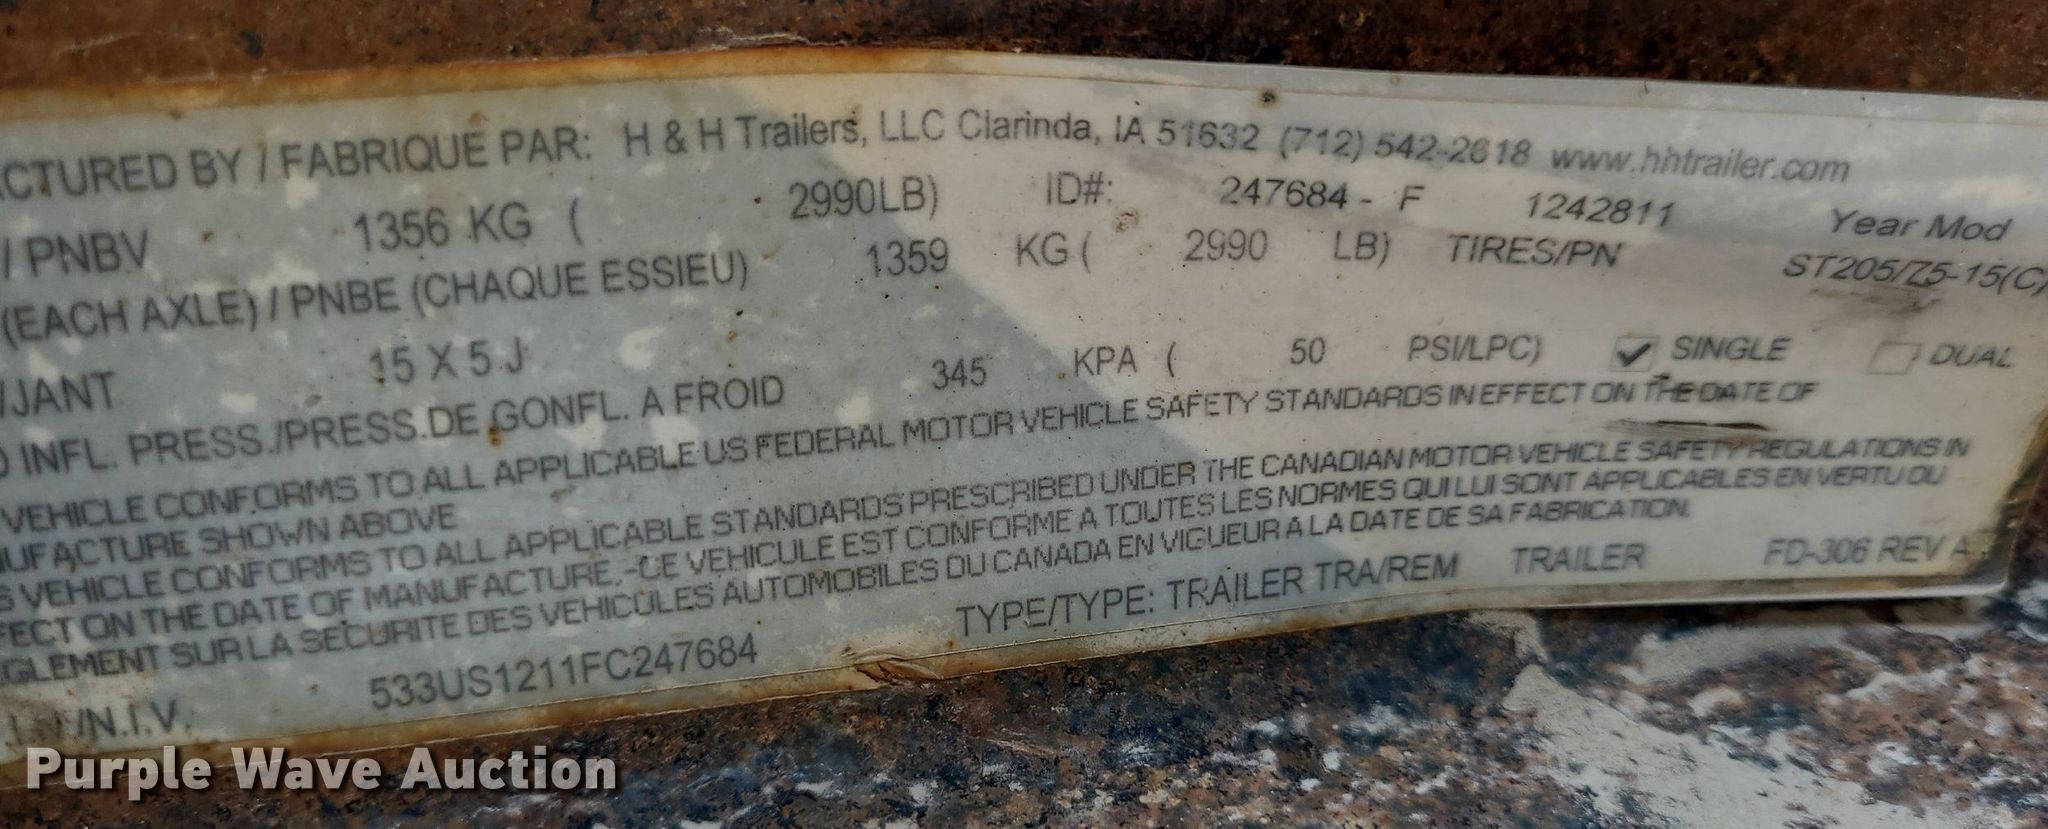 ACTURED BY / FABRIQUE PAR: H & H Trailers, LLC Clarinda, IA 51632 (712) 542-2618 www.hhtrailer.com
/ PNBV 1356 KG ( 2990LB) ID#: 247684 - F 1242811 Year Mod
(EACH AXLE) / PNBE (CHAQUE ESSIEU) 1359 KG ( 2990 LB) TIRES/PN ST205/75-15(C)
/JANT 15 X 5 J
INFL. PRESS./PRESS.DE GONFL. A FROID 345 KPA ( 50 PSI/LPC) SINGLE DUAL
VEHICLE CONFORMS TO ALL APPLICABLE US FEDERAL MOTOR VEHICLE SAFETY STANDARDS IN EFFECT ON THE DATE OF
NUFACTURE SHOWN ABOVE
S VEHICLE CONFORMS TO ALL APPLICABLE STANDARDS PRESCRIBED UNDER THE CANADIAN MOTOR VEHICLE SAFETY REGULATIONS IN
FECT ON THE DATE OF MANUFACTURE. -CE VEHICULE EST CONFORME A TOUTES LES NORMES QUI LUI SONT APPLICABLES EN VERTU DU
GLEMENT SUR LA SECURITE DES VEHICULES AUTOMOBILES DU CANADA EN VIGUEUR A LA DATE DE SA FABRICATION.
.I.N./N.I.V. 533US1211FC247684 TYPE/TYPE: TRAILER TRA/REM TRAILER FD-306 REV A
Purple Wave Auction